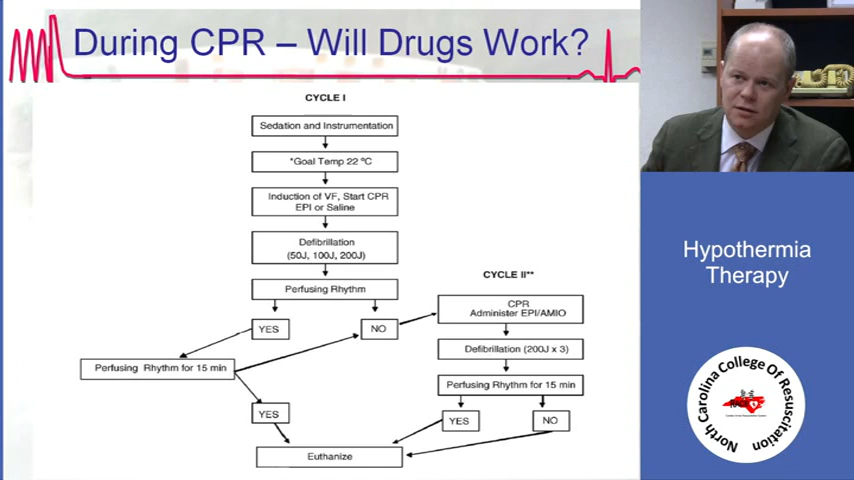 During CPR – Will Drugs Work?
CYCLE I
Sedation and Instrumentation
*Goal Temp 22 ºC
Induction of VF, Start CPR
EPI or Saline
Defibrillation
(50J, 100J, 200J)
Perfusing Rhythm
YES
NO
Perfusing Rhythm for 15 min
YES
CYCLE II**
CPR
Administer EPI/AMIO
Defibrillation (200J x 3)
Perfusing Rhythm for 15 min
YES
NO
Euthanize
Hypothermia
Therapy
North Carolina College Of Resuscitation